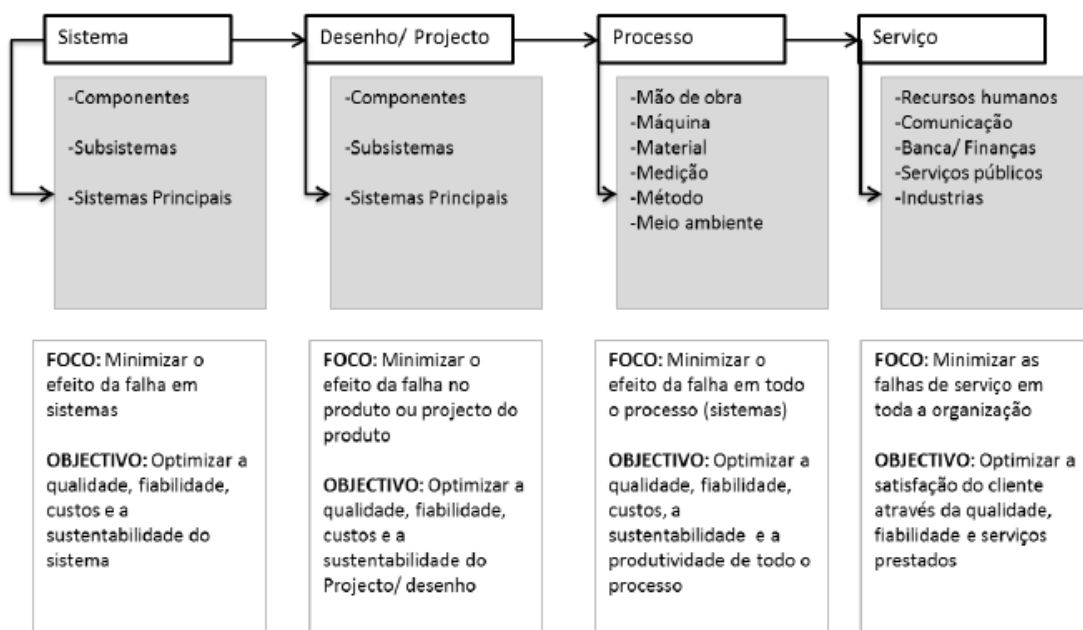 Sistema
-Componentes
-Subsistemas
-Sistemas Principais
FOCO: Minimizar o
efeito da falha em
sistemas
OBJECTIVO: Optimizar a
qualidade, fiabilidade,
custos e a
sustentabilidade do
sistema
Desenho/ Projecto
-Componentes
-Subsistemas
-Sistemas Principais
FOCO: Minimizar o
efeito da falha no
produto ou projecto do
produto
OBJECTIVO: Optimizar a
qualidade, fiabilidade,
custos e a
sustentabilidade do
Projecto/ desenho
Processo
-Mão de obra
-Máquina
-Material
-Medição
-Método
-Meio ambiente
FOCO: Minimizar o
efeito da falha em todo
o processo (sistemas)
OBJECTIVO: Optimizar a
qualidade, fiabilidade,
custos, a
sustentabilidade e a
produtividade de todo o
processo
Serviço
-Recursos humanos
-Comunicação
-Banca/ Finanças
-Serviços públicos
-Industrias
FOCO: Minimizar as
falhas de serviço em
toda a organização
OBJECTIVO: Optimizar a
satisfação do cliente
através da qualidade,
fiabilidade e serviços
prestados